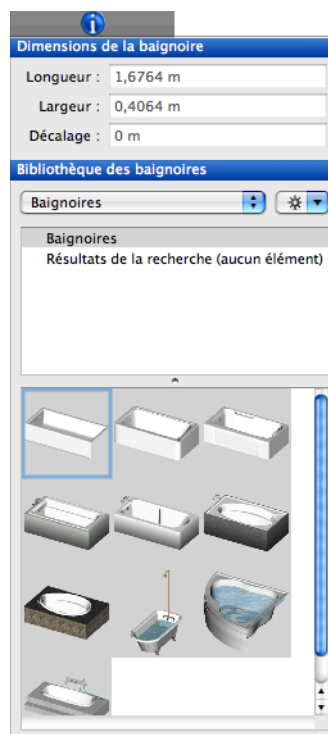 Dimensions de la baignoire
Longueur : 1,6764 m
Largeur : 0,4064 m
Décalage : 0 m
Bibliothèque des baignoires
Baignoires
Baignoires
Résultats de la recherche (aucun élément)